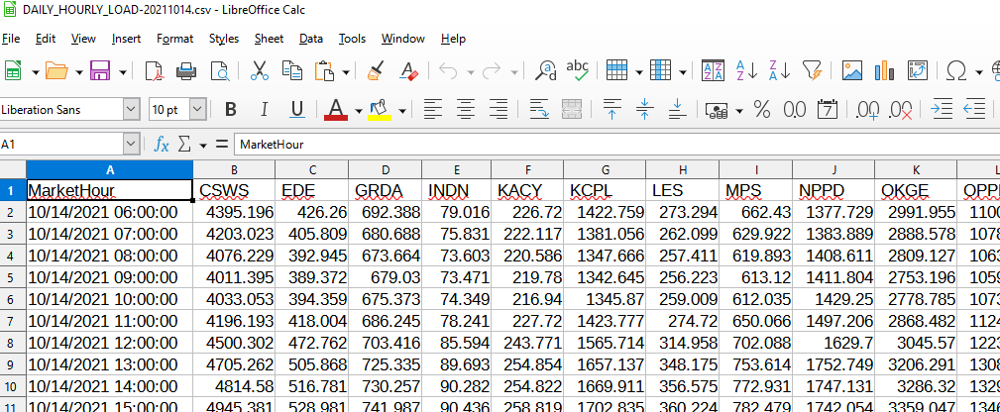 DAILY_HOURLY_LOAD-20211014.csv - LibreOffice Calc
File Edit View Insert Format Styles Sheet Data Tools Window Help
abc
Liberation Sans 10 pt B I U A % 0.0 7 .00 .00
A1 fx Σ = MarketHour
A B C D E F G H I J K L
1 MarketHour CSWS EDE GRDA INDN KACY KCPL LES MPS NPPD OKGE
2 10/14/2021 06:00:00 4395.196 426.26 692.388 79.016 226.72 1422.759 273.294 662.43 1377.729 2991.955
3 10/14/2021 07:00:00 4203.023 405.809 680.688 75.831 222.117 1381.056 262.099 629.922 1383.889 2888.578
4 10/14/2021 08:00:00 4076.229 392.945 673.664 73.603 220.586 1347.666 257.411 619.893 1408.611 2809.127
5 10/14/2021 09:00:00 4011.395 389.372 679.03 73.471 219.78 1342.645 256.223 613.12 1411.804 2753.196
6 10/14/2021 10:00:00 4033.053 394.359 675.373 74.349 216.94 1345.87 259.009 612.035 1429.25 2778.785
7 10/14/2021 11:00:00 4196.193 418.004 686.245 78.241 227.72 1423.777 274.72 650.066 1497.206 2868.482
8 10/14/2021 12:00:00 4500.302 472.762 703.416 85.594 243.771 1565.714 314.958 702.088 1629.7 3045.57
9 10/14/2021 13:00:00 4705.262 505.868 725.335 89.693 254.854 1657.137 348.175 753.614 1752.749 3206.291
10 10/14/2021 14:00:00 4814.58 516.781 730.257 90.282 254.822 1669.911 356.575 772.931 1747.131 3286.32
11 10/14/2021 15:00:00 4945.381 528.981 741.987 90.436 258.819 1702.835 360.224 782.479 1742.054 3359.047